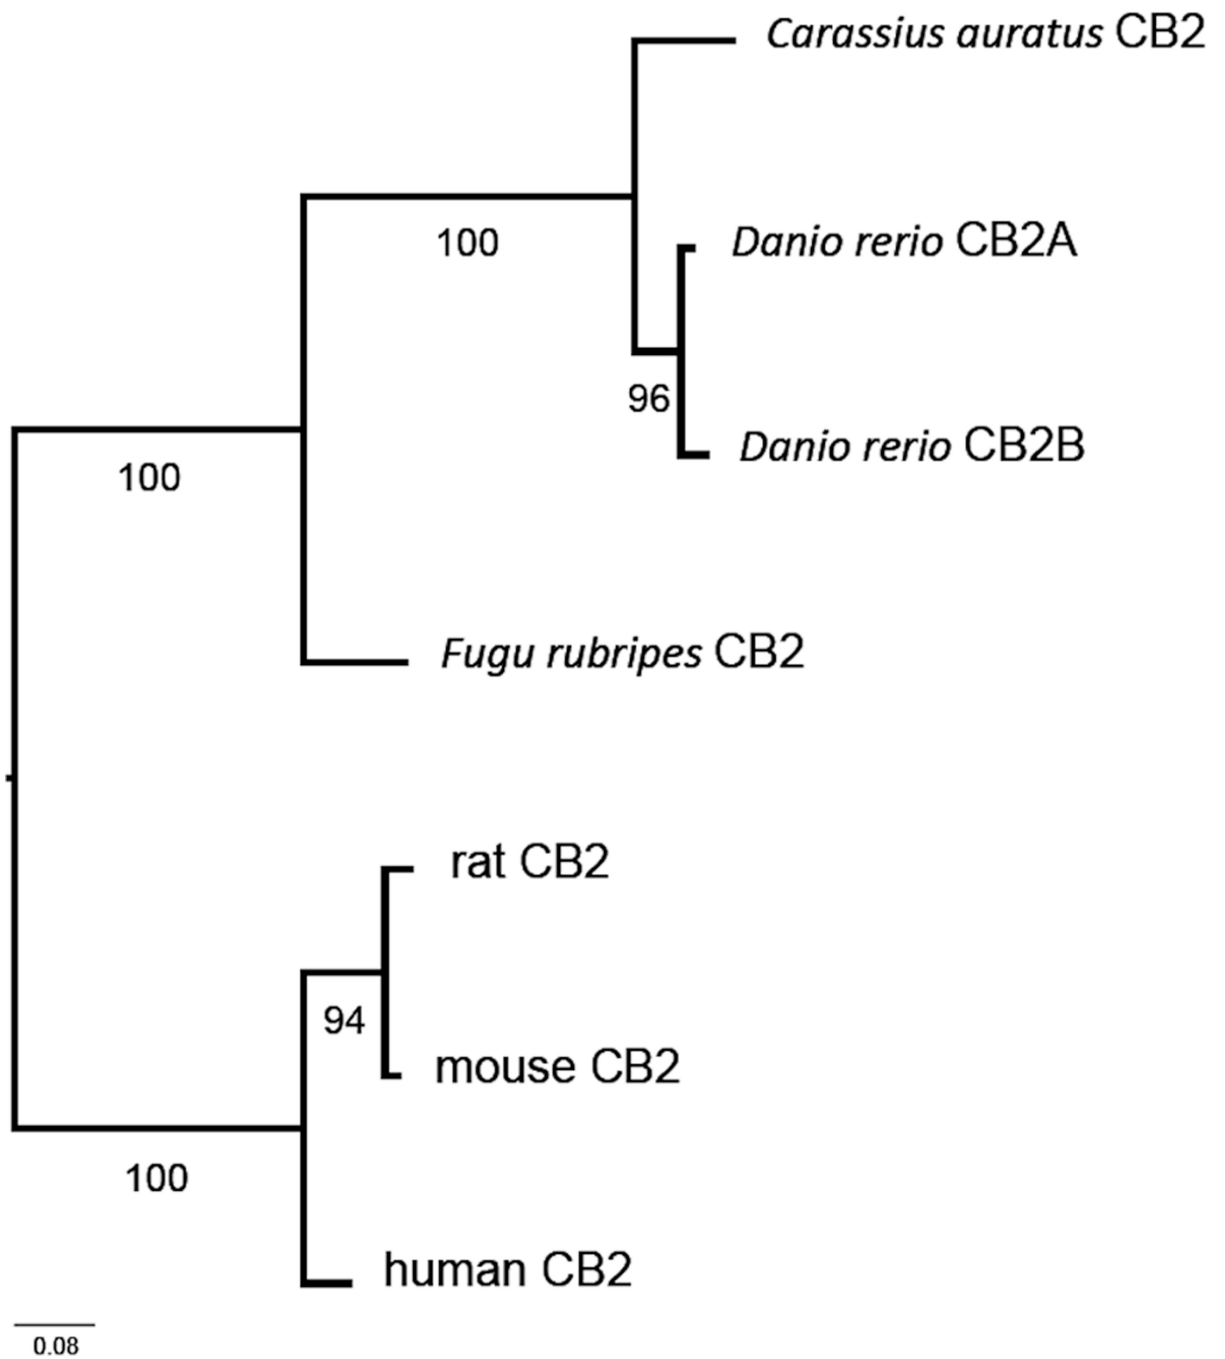 Carassius auratus CB2
100
Danio rerio CB2A
96
Danio rerio CB2B
100
Fugu rubripes CB2
rat CB2
94
mouse CB2
100
human CB2
0.08